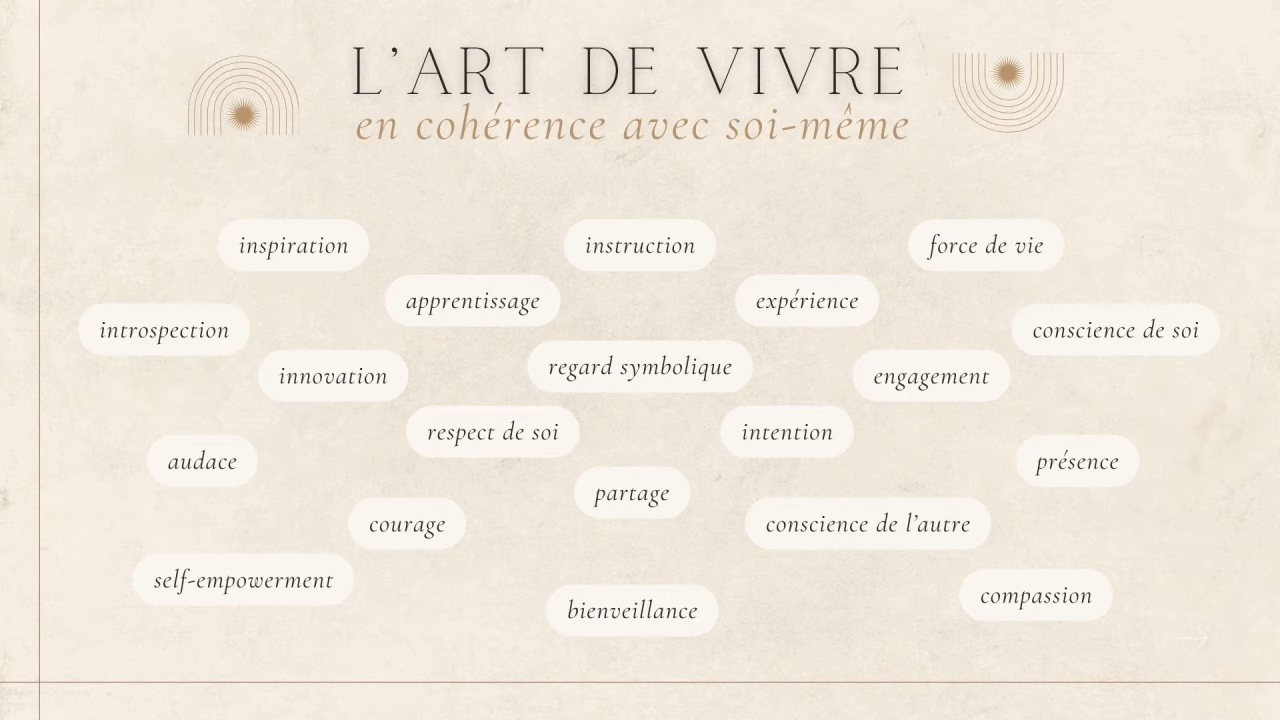 L'ART DE VIVRE
en cohérence avec soi-même
inspiration
instruction
force de vie
apprentissage
expérience
introspection
conscience de soi
regard symbolique
innovation
engagement
respect de soi
intention
audace
présence
partage
courage
conscience de l'autre
self-empowerment
compassion
bienveillance